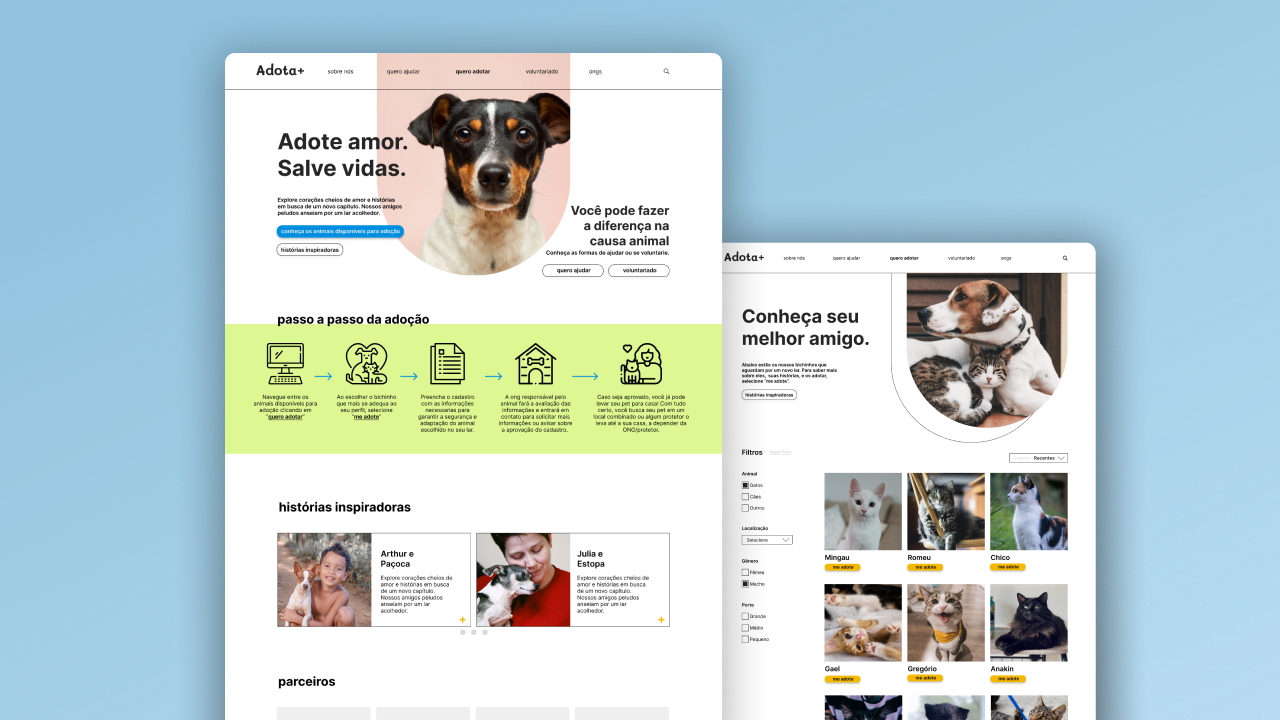 Adota+
sobre nós
quero ajudar
quero adotar
voluntariado
ongs
Adote amor.
Salve vidas.
Explore corações cheios de amor e histórias
em busca de um novo capítulo. Nossos amigos
peludos anseiam por um lar acolhedor.
conheça os animais disponíveis para adoção
histórias inspiradoras
Você pode fazer
a diferença na
causa animal
Conheça as formas de ajudar ou se voluntarie.
quero ajudar
voluntariado
passo a passo da adoção
Navegue entre os
animais disponíveis para
adoção clicando em
"quero adotar"
Ao escolher o bichinho
que mais se adequa ao
seu perfil, selecione
"me adote"
Preencha o cadastro
com as informações
necessárias para
garantir a segurança e
adaptação do animal
escolhido no seu lar.
A ong responsável pelo
animal fará a avaliação das
informações e entrará em
contato para solicitar mais
informações ou avisar sobre
a aprovação do cadastro.
Caso seja aprovado, você já pode
levar seu pet para casa! Com tudo
certo, você busca seu pet em um
local combinado ou algum protetor o
leva até a sua casa, a depender da
ONG/protetor.
histórias inspiradoras
Arthur e
Paçoca
Explore corações cheios de
amor e histórias em busca
de um novo capítulo.
Nossos amigos peludos
anseiam por um lar
acolhedor.
+
Julia e
Estopa
Explore corações cheios de
amor e histórias em busca
de um novo capítulo.
Nossos amigos peludos
anseiam por um lar
acolhedor.
+
parceiros
Adota+
sobre nós
quero ajudar
quero adotar
voluntariado
ongs
Conheça seu
melhor amigo.
Abaixo estão os nossos bichinhos que
aguardam por um novo lar. Para saber mais
sobre eles, suas histórias, e os adotar,
selecione "me adote".
histórias inspiradoras
Filtros
Recentes
Animal
Gatos
Cães
Outros
Localização
Selecione
Gênero
Fêmea
Macho
Porte
Grande
Médio
Pequeno
Mingau
me adote
Romeu
me adote
Chico
me adote
Gael
me adote
Gregório
me adote
Anakin
me adote